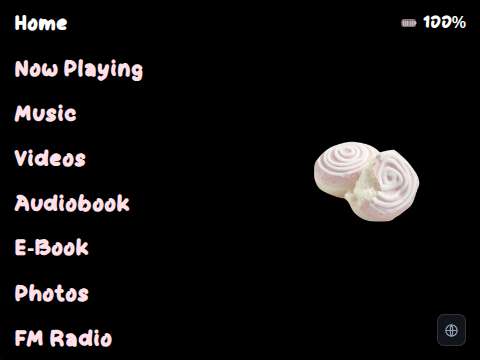 Home
100%
Now Playing
Music
Videos
Audiobook
E-Book
Photos
FM Radio